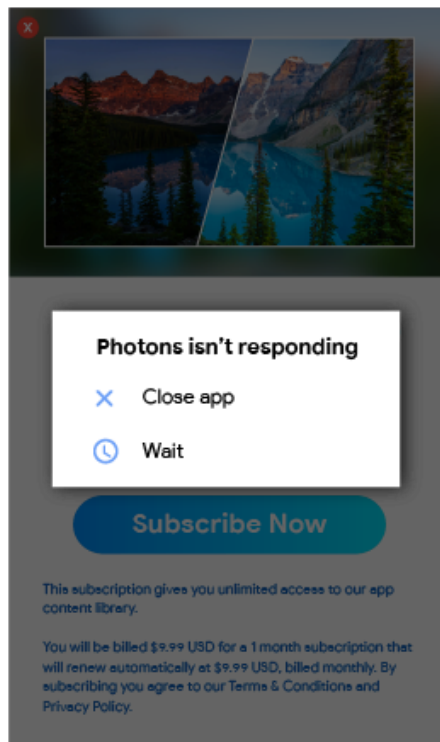 X
Photons isn't responding
Close app
Wait
Subscribe Now
This subscription gives you unlimited access to our app
content library.
You will be billed $9.99 USD for a 1 month subscription that
will renew automatically at $9.99 USD, billed monthly. By
subscribing you agree to our Terms & Conditions and
Privacy Policy.